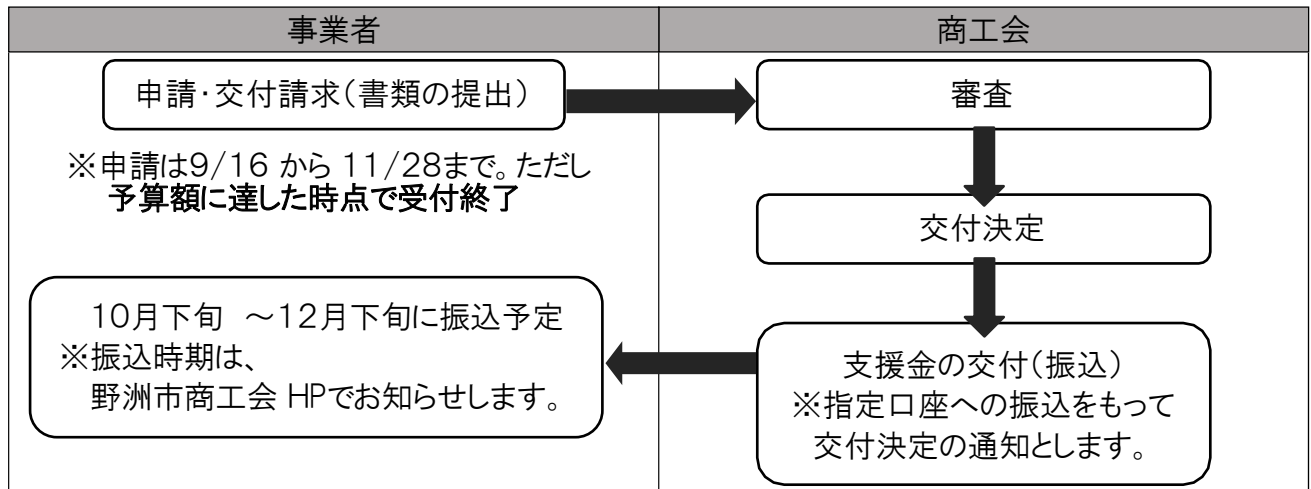 事業者
商工会
申請・交付請求(書類の提出)
審査
※申請は9/16 から 11/28まで。ただし
予算額に達した時点で受付終了
交付決定
10月下旬 ~12月下旬に振込予定
※振込時期は、
野洲市商工会 HPでお知らせします。
支援金の交付(振込)
※指定口座への振込をもって
交付決定の通知とします。